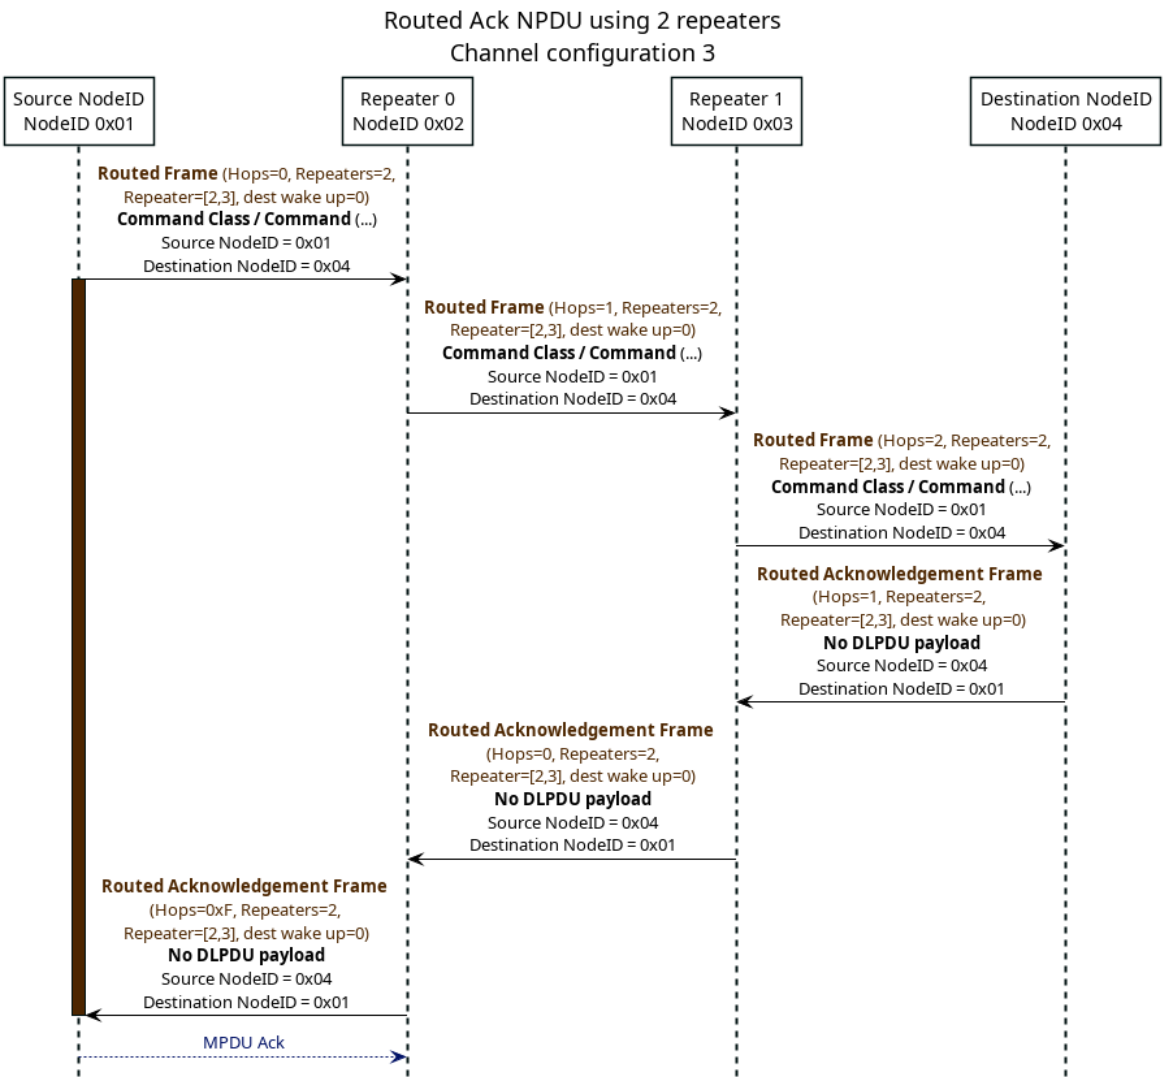 Routed Ack NPDU using 2 repeaters
Channel configuration 3
Source NodeID
NodeID 0x01
Repeater 0
NodeID 0x02
Repeater 1
NodeID 0x03
Destination NodeID
NodeID 0x04
Routed Frame (Hops=0, Repeaters=2,
Repeater=[2,3], dest wake up=0)
Command Class / Command (...)
Source NodeID = 0x01
Destination NodeID = 0x04
Routed Frame (Hops=1, Repeaters=2,
Repeater=[2,3], dest wake up=0)
Command Class / Command (...)
Source NodeID = 0x01
Destination NodeID = 0x04
Routed Frame (Hops=2, Repeaters=2,
Repeater=[2,3], dest wake up=0)
Command Class / Command (...)
Source NodeID = 0x01
Destination NodeID = 0x04
Routed Acknowledgement Frame
(Hops=1, Repeaters=2,
Repeater=[2,3], dest wake up=0)
No DLPDU payload
Source NodeID = 0x04
Destination NodeID = 0x01
Routed Acknowledgement Frame
(Hops=0, Repeaters=2,
Repeater=[2,3], dest wake up=0)
No DLPDU payload
Source NodeID = 0x04
Destination NodeID = 0x01
Routed Acknowledgement Frame
(Hops=0xF, Repeaters=2,
Repeater=[2,3], dest wake up=0)
No DLPDU payload
Source NodeID = 0x04
Destination NodeID = 0x01
MPDU Ack